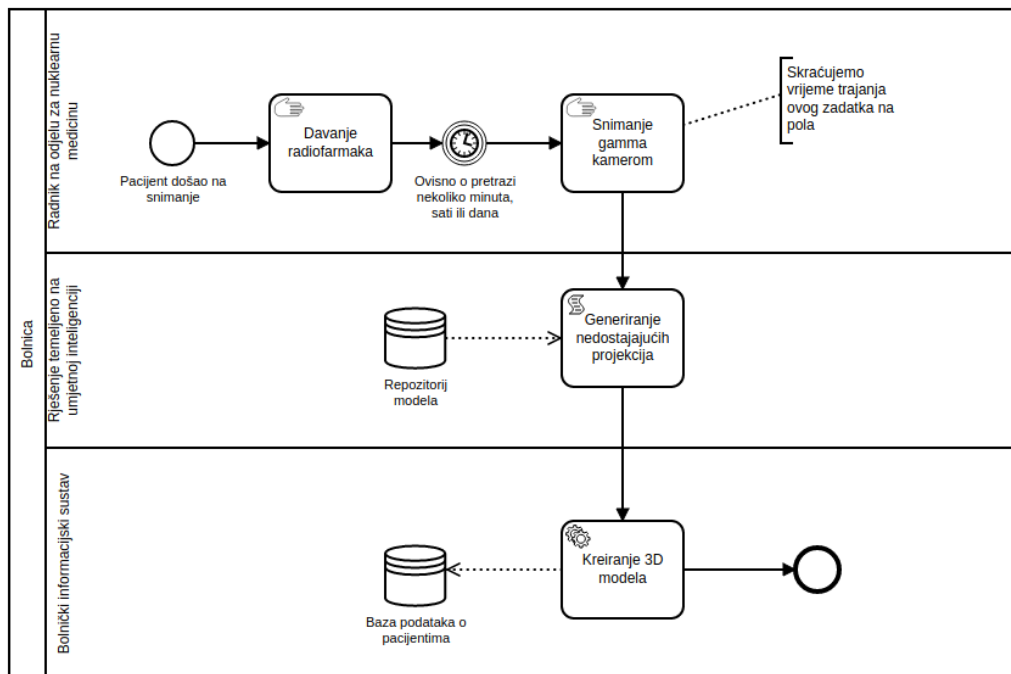 Bolnica
Radnik na odjelu za nuklearnu
medicinu
Pacijent došao na
snimanje
Davanje
radiofarmaka
Ovisno o pretrazi
nekoliko minuta,
sati ili dana
Snimanje
gamma
kamerom
Skraćujemo
vrijeme trajanja
ovog zadatka na
pola
Rješenje temeljeno na
umjetnoj inteligenciji
Repozitorij
modela
Generiranje
nedostajajućih
projekcija
Bolnički informacijski sustav
Baza podataka o
pacijentima
Kreiranje 3D
modela